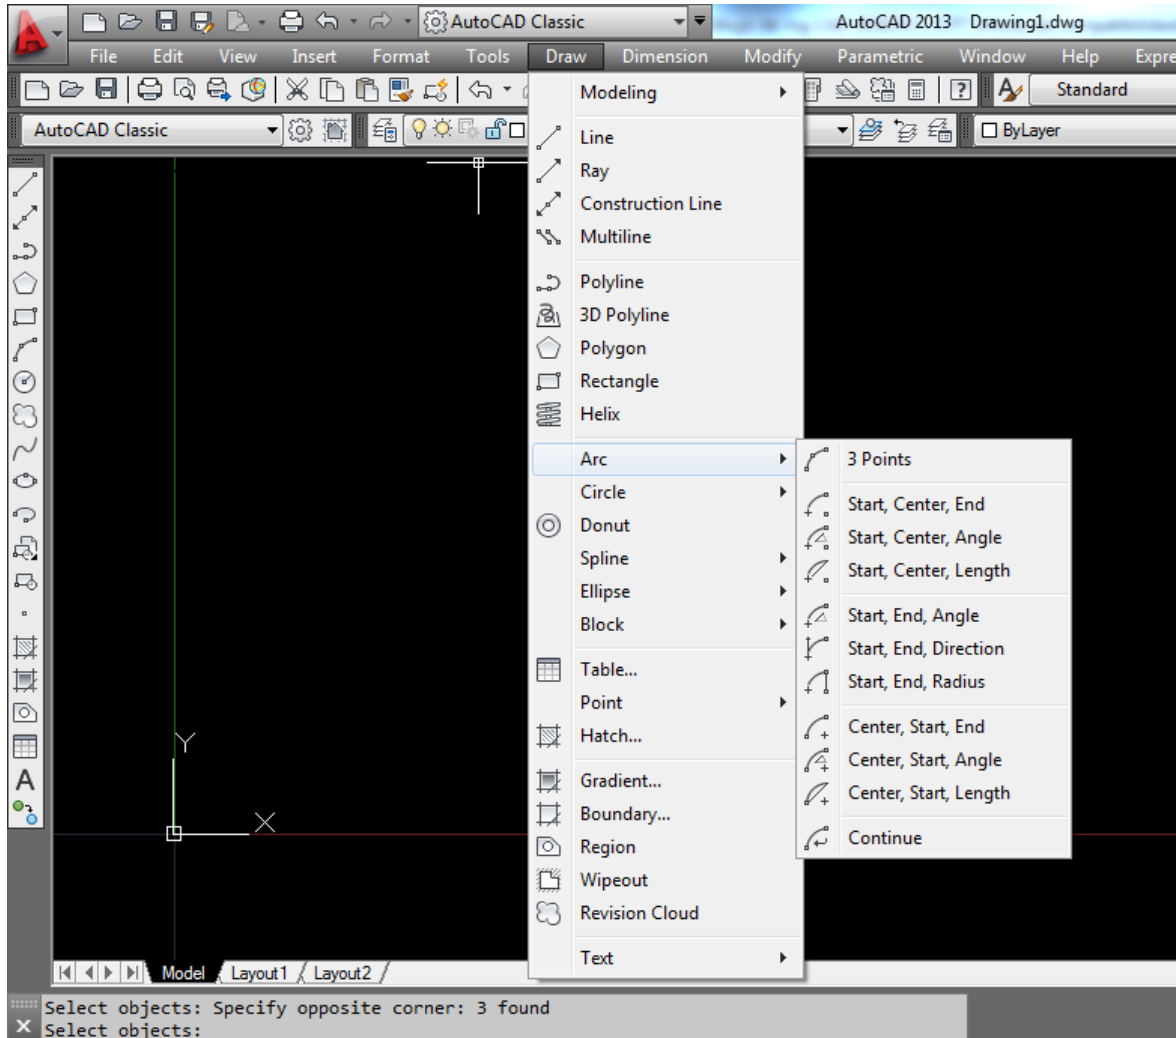 AutoCAD Classic AutoCAD 2013 Drawing1.dwg
File Edit View Insert Format Tools Draw Dimension Modify Parametric Window Help Expre
Standard
AutoCAD Classic ByLayer
Modeling
Line
Ray
Construction Line
Multiline
Polyline
3D Polyline
Polygon
Rectangle
Helix
Arc
Circle
Donut
Spline
Ellipse
Block
Table...
Point
Hatch...
Gradient...
Boundary...
Region
Wipeout
Revision Cloud
Text
3 Points
Start, Center, End
Start, Center, Angle
Start, Center, Length
Start, End, Angle
Start, End, Direction
Start, End, Radius
Center, Start, End
Center, Start, Angle
Center, Start, Length
Continue
Y
X
Model Layout1 Layout2
Select objects: Specify opposite corner: 3 found
Select objects: